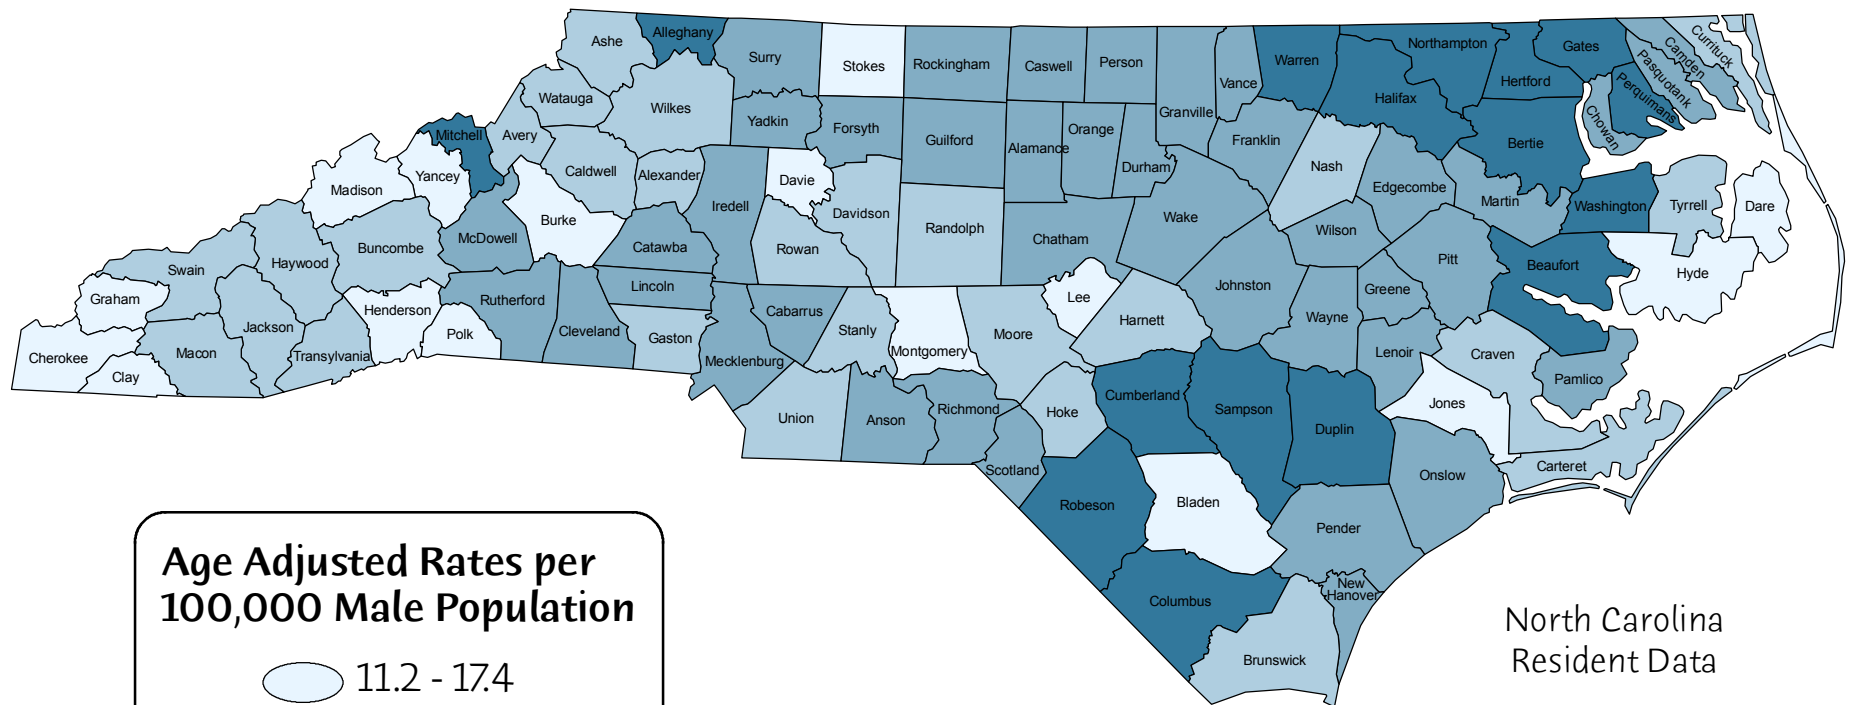 Ashe
Alleghany
Surry
Stokes
Rockingham
Caswell
Person
Granville
Vance
Warren
Northampton
Halifax
Hertford
Gates
Currituck
Camden
Pasquotank
Perquimans
Chowan
Bertie
Watauga
Wilkes
Yadkin
Forsyth
Guilford
Alamance
Orange
Durham
Franklin
Nash
Edgecombe
Martin
Washington
Tyrrell
Dare
Mitchell
Avery
Caldwell
Alexander
Davie
Iredell
Davidson
Randolph
Chatham
Wake
Wilson
Madison
Yancey
Burke
McDowell
Catawba
Rowan
Johnston
Pitt
Greene
Beaufort
Hyde
Swain
Haywood
Buncombe
Rutherford
Lincoln
Cabarrus
Lee
Harnett
Wayne
Graham
Jackson
Henderson
Polk
Cleveland
Gaston
Stanly
Montgomery
Moore
Lenoir
Craven
Pamlico
Cherokee
Clay
Macon
Transylvania
Mecklenburg
Union
Anson
Richmond
Hoke
Cumberland
Sampson
Duplin
Jones
Carteret
Scotland
Robeson
Bladen
Pender
Onslow
Columbus
New
Hanover
Brunswick
Age Adjusted Rates per
100,000 Male Population
11.2 - 17.4
North Carolina
Resident Data